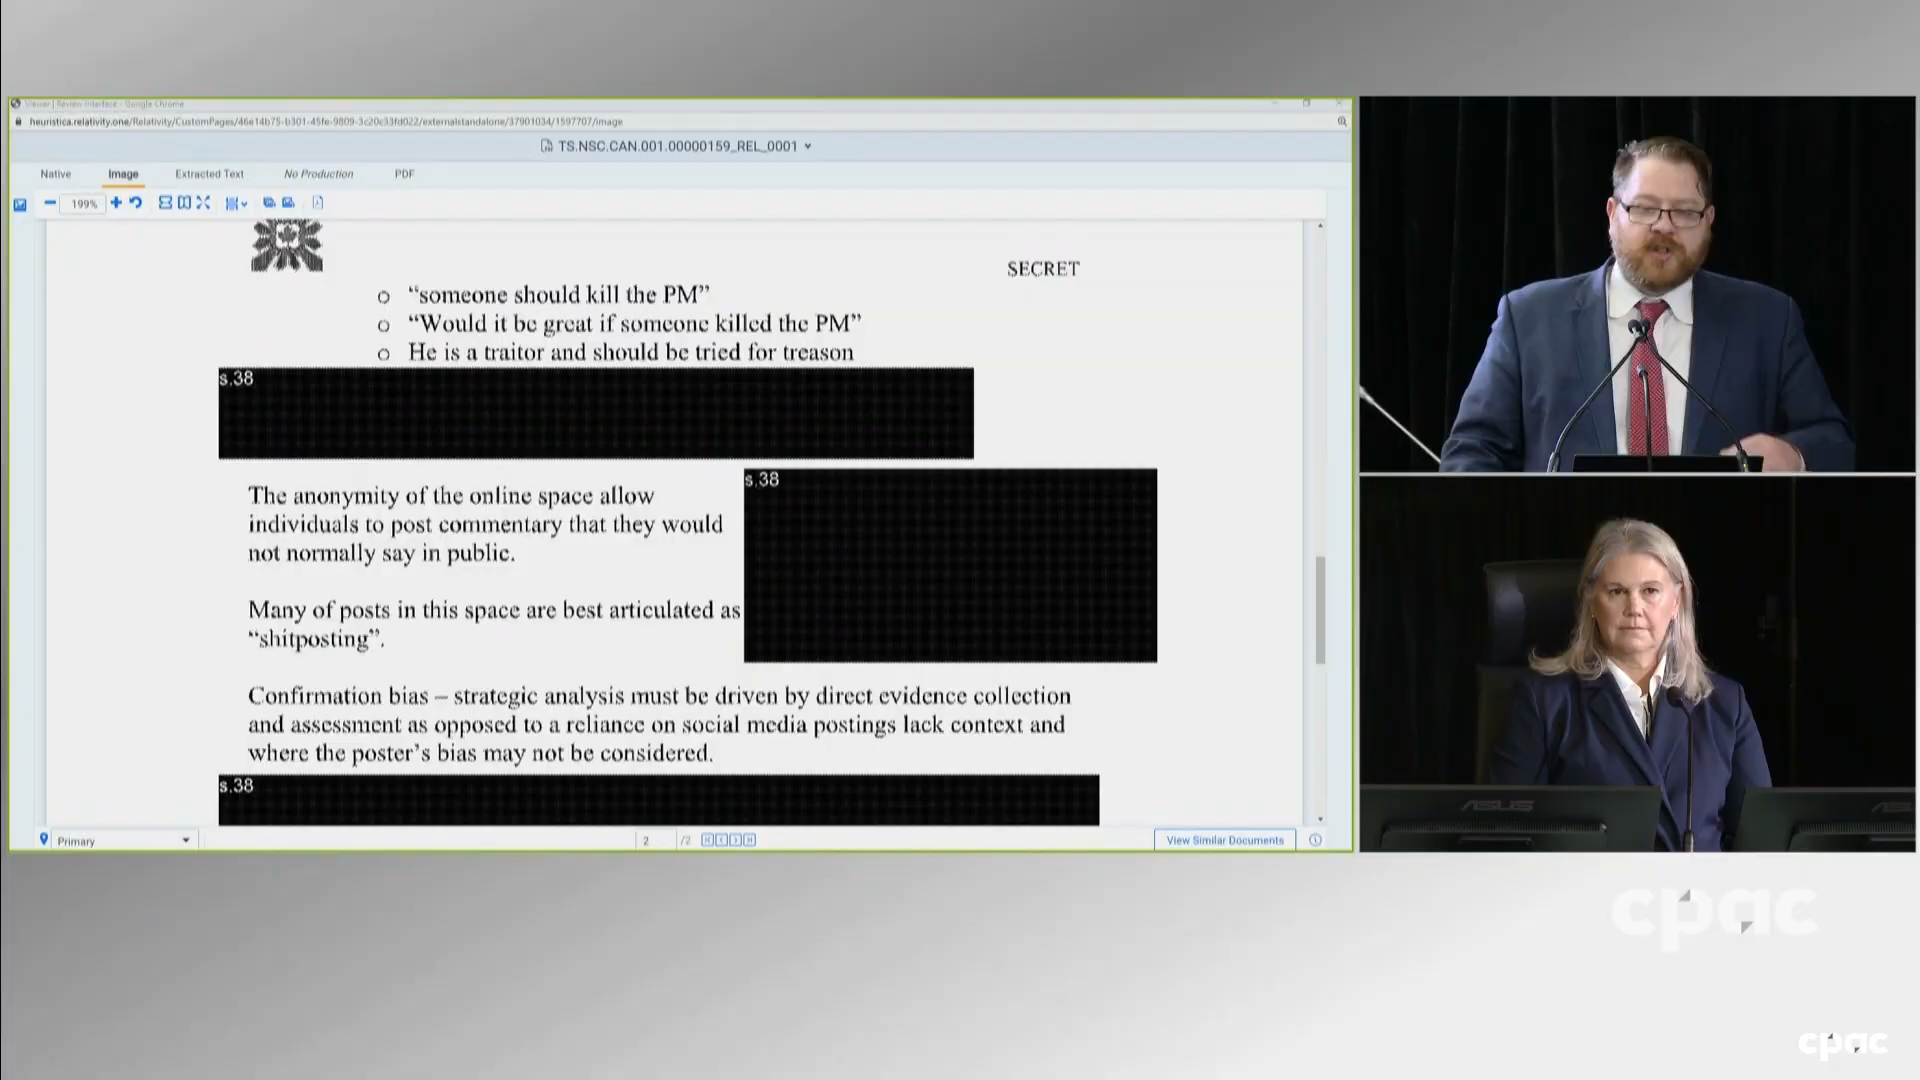 Viewer | Review Interface - Google Chrome
heuristica.relativity.one/Relativity/CustomPages/46e14b75-b301-45fe-9809-3c20c33fd022/externalstandalone/37901034/1597707/image
TS.NSC.CAN.001.00000159_REL_0001
Native Image Extracted Text No Production PDF
199%
SECRET
o “someone should kill the PM”
o “Would it be great if someone killed the PM”
o He is a traitor and should be tried for treason
s.38
s.38
The anonymity of the online space allow
individuals to post commentary that they would
not normally say in public.
Many of posts in this space are best articulated as
“shitposting”.
Confirmation bias – strategic analysis must be driven by direct evidence collection
and assessment as opposed to a reliance on social media postings lack context and
where the poster’s bias may not be considered.
s.38
Primary 2 /2 View Similar Documents
ASUS
cpac
cpac